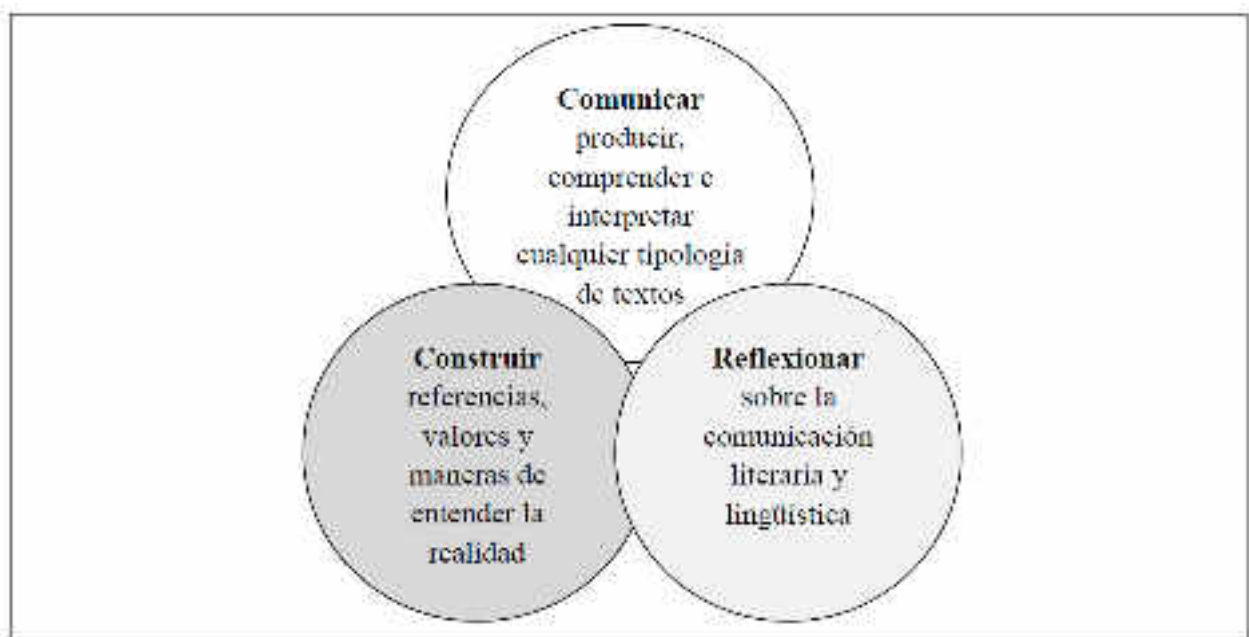 Comunicar
producir,
comprender e
interpretar
cualquier tipología
de textos
Construir
referencias,
valores y
maneras de
entender la
realidad
Reflexionar
sobre la
comunicación
literaria y
lingüística